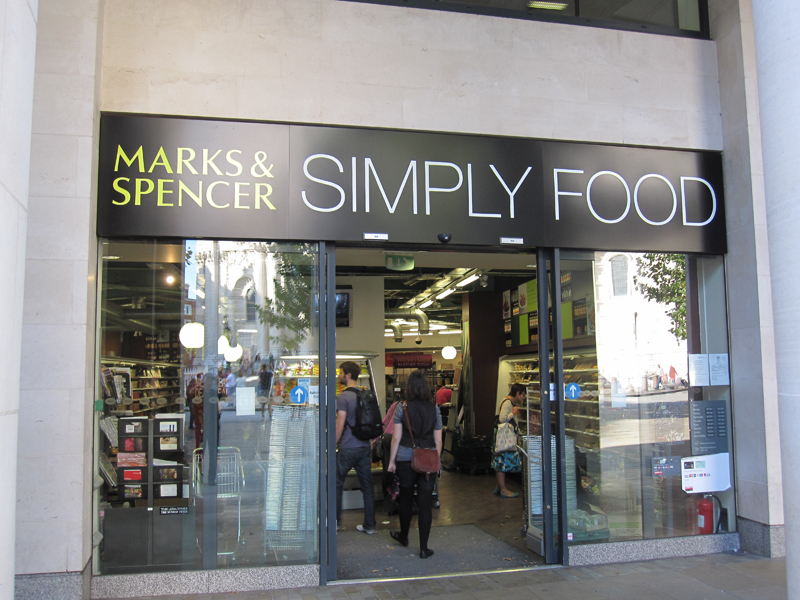 MARKS &
SPENCER
SIMPLY FOOD